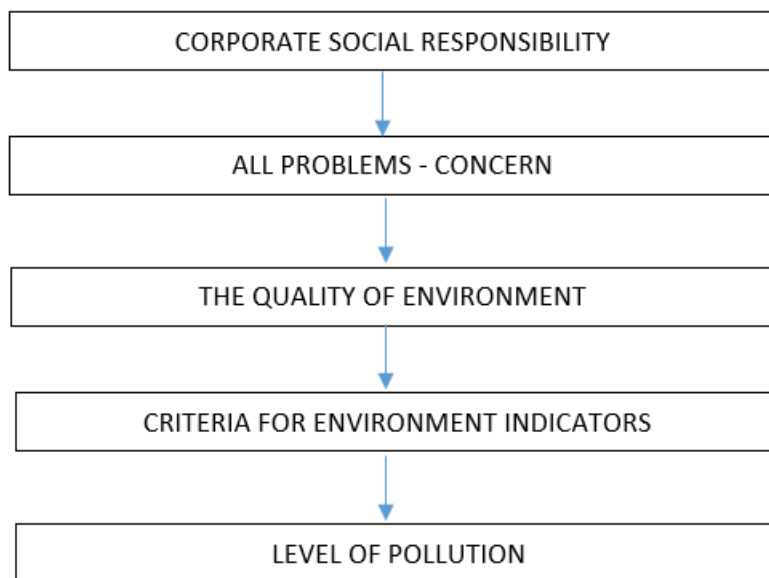 CORPORATE SOCIAL RESPONSIBILITY
ALL PROBLEMS - CONCERN
THE QUALITY OF ENVIRONMENT
CRITERIA FOR ENVIRONMENT INDICATORS
LEVEL OF POLLUTION